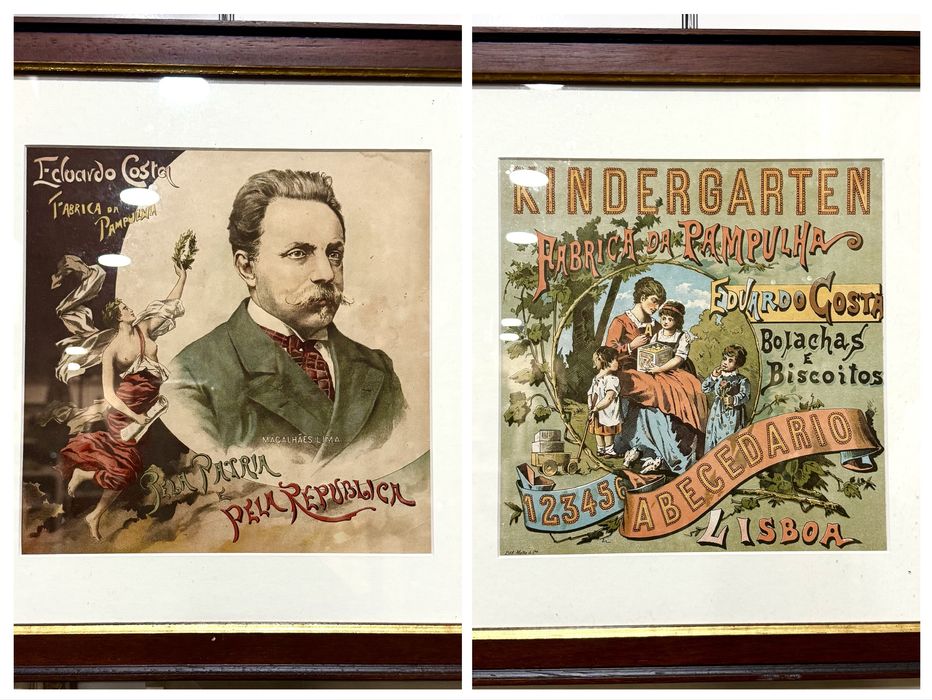 Eduardo Costa
FABRICA DA
PAMPULHA
MAGALHÃES LIMA
PELA PATRIA
PELA REPUBLICA
KINDERGARTEN
FABRICA DA PAMPULHA
EDUARDO COSTA
Bolachas
E
Biscoitos
123456
ABECEDARIO
LISBOA